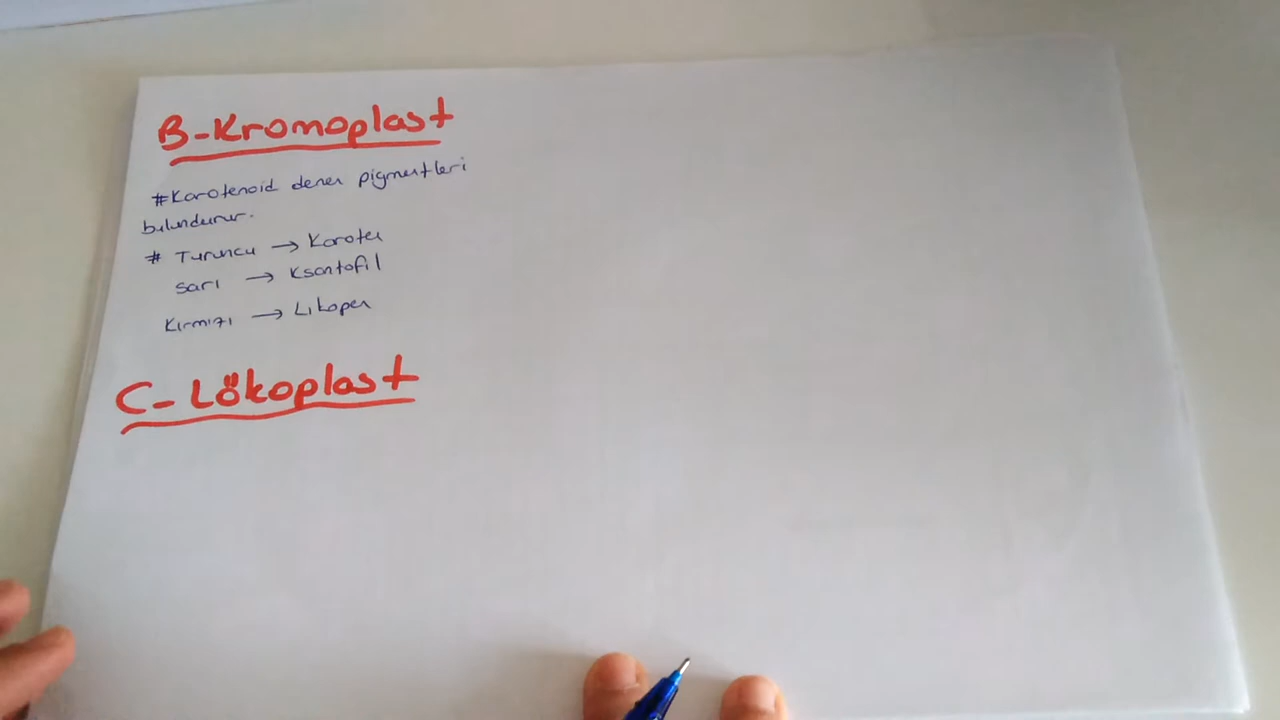 B-Kromoplast
#Karotenoid denen pigmentleri
bulundurur.
# Turuncu → Karoten
Sarı → Ksantofil
Kırmızı → Likopen
C-Lökoplast